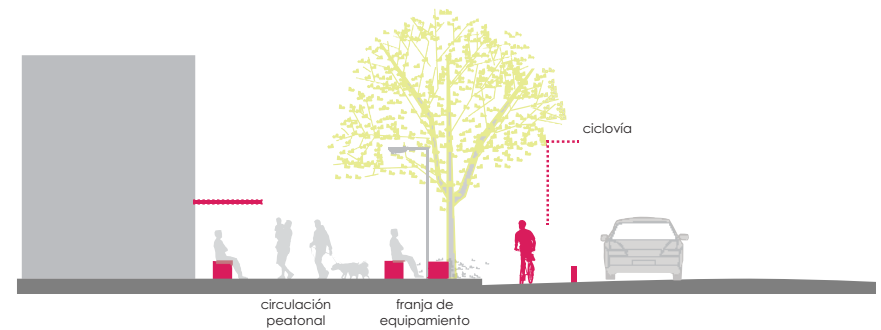 ciclovía
circulación
peatonal
franja de
equipamiento